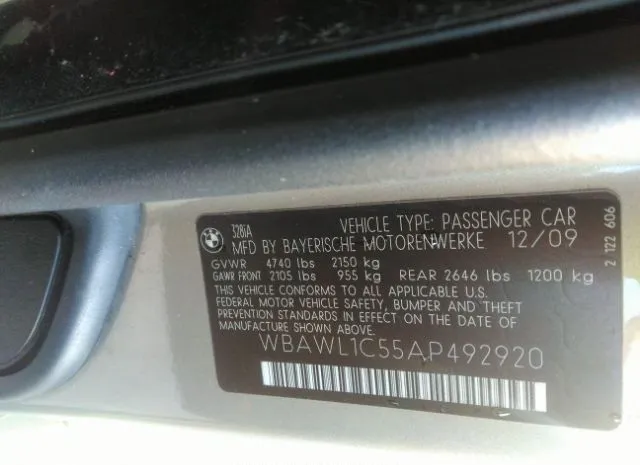 BMW
328iA VEHICLE TYPE: PASSENGER CAR
MFD BY BAYERISCHE MOTORENWERKE 12/09
GVWR 4740 lbs 2150 kg
GAWR FRONT 2105 lbs 955 kg REAR 2646 lbs 1200 kg
THIS VEHICLE CONFORMS TO ALL APPLICABLE U.S.
FEDERAL MOTOR VEHICLE SAFETY, BUMPER AND THEFT
PREVENTION STANDARDS IN EFFECT ON THE DATE OF
MANUFACTURE SHOWN ABOVE.
WBAWL1C55AP492920
2 122 606